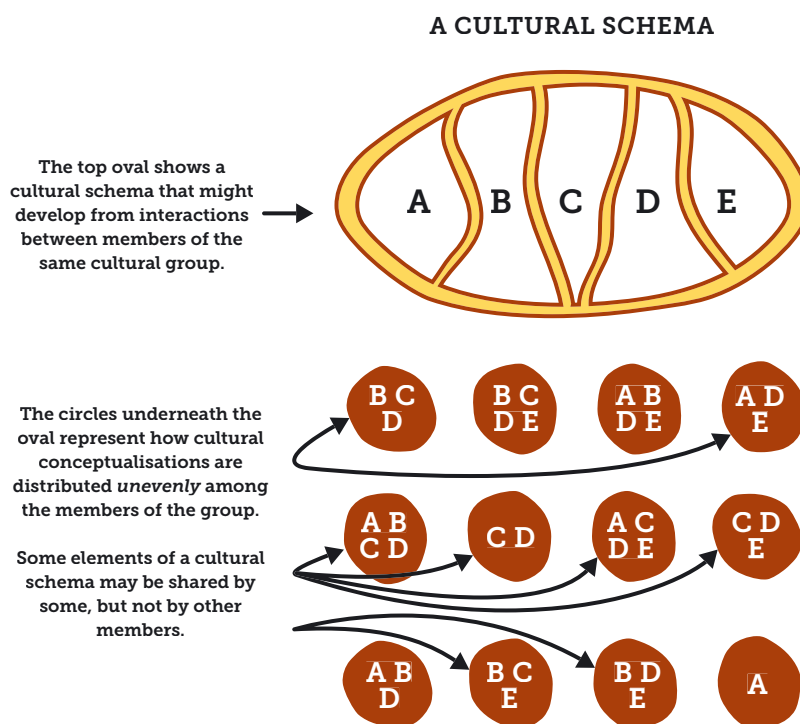 A CULTURAL SCHEMA
The top oval shows a
cultural schema that might
develop from interactions
between members of the
same cultural group.
A B C D E
The circles underneath the
oval represent how cultural
conceptualisations are
distributed unevenly among
the members of the group.
Some elements of a cultural
schema may be shared by
some, but not by other
members.
B C
D
B C
D E
A B
D E
A D
E
A B
C D
C D
A C
D E
C D
E
A B
D
B C
E
B D
E
A